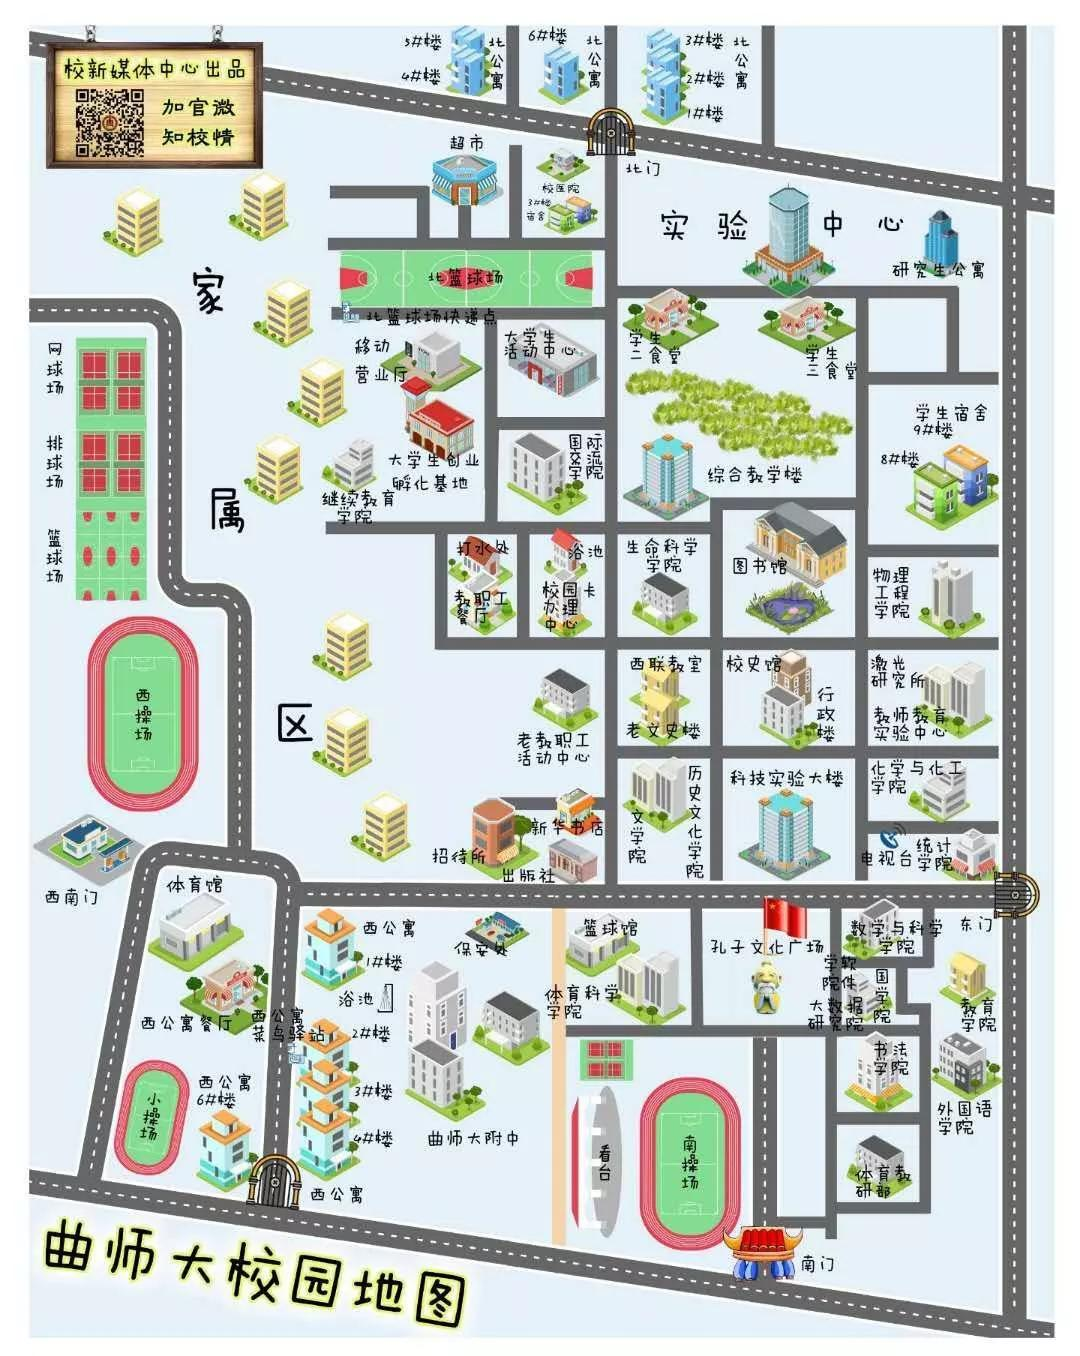 校新媒体中心出品
加官微
知校情
5#楼
4#楼
北公寓
6#楼
北公寓
3#楼
2#楼
1#楼
北公寓
北门
超市
校医院
3#楼
宿舍
实验中心
研究生公寓
家属区
北篮球场
北篮球场快递点
移动
营业厅
大学生
活动中心
学生
二食堂
学生
三食堂
网球场
排球场
篮球场
大学生创业
孵化基地
继续教育
学院
国际
交流
学院
综合教学楼
学生宿舍
9#楼
8#楼
打水处
教职工
餐厅
浴池
校园卡
办理
中心
生命科学
学院
图书馆
物理
工程
学院
西操场
老教职工
活动中心
西联教室
老文史楼
校史馆
行政楼
激光
研究所
教师教育
实验中心
招待所
新华书店
出版社
文学院
历史文化学院
科技实验大楼
化学与化工
学院
电视台
统计
学院
西南门
体育馆
西公寓餐厅
西公寓
菜鸟驿站
西公寓
1#楼
浴池
2#楼
3#楼
4#楼
西公寓
保安处
曲师大附中
篮球馆
体育科学
学院
孔子文化广场
数学与科学
学院
软件
学院
国学院
大数据
研究院
东门
教育
学院
书法
学院
外国语
学院
体育教
研部
小操场
西公寓
6#楼
看台
南操场
南门
曲师大校园地图